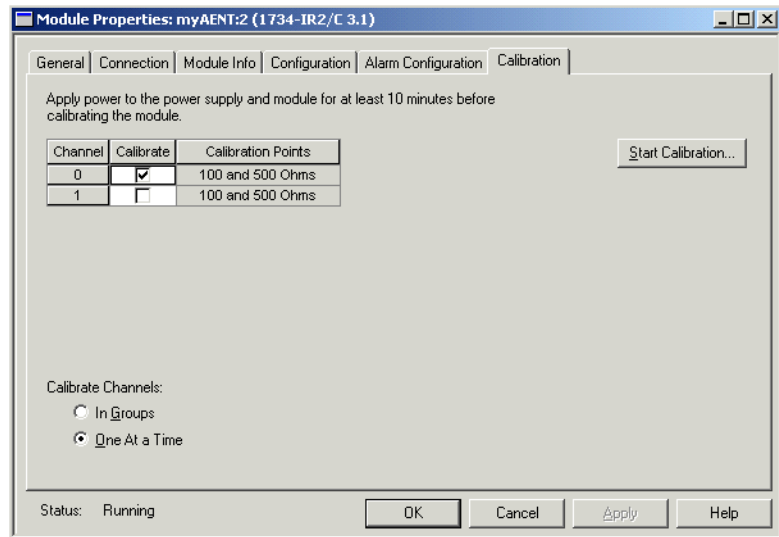 Module Properties: myAENT:2 (1734-IR2/C 3.1)
General Connection Module Info Configuration Alarm Configuration Calibration
Apply power to the power supply and module for at least 10 minutes before
calibrating the module.
Channel Calibrate Calibration Points
0 100 and 500 Ohms
1 100 and 500 Ohms
Start Calibration...
Calibrate Channels:
In Groups
One At a Time
Status: Running
OK Cancel Apply Help